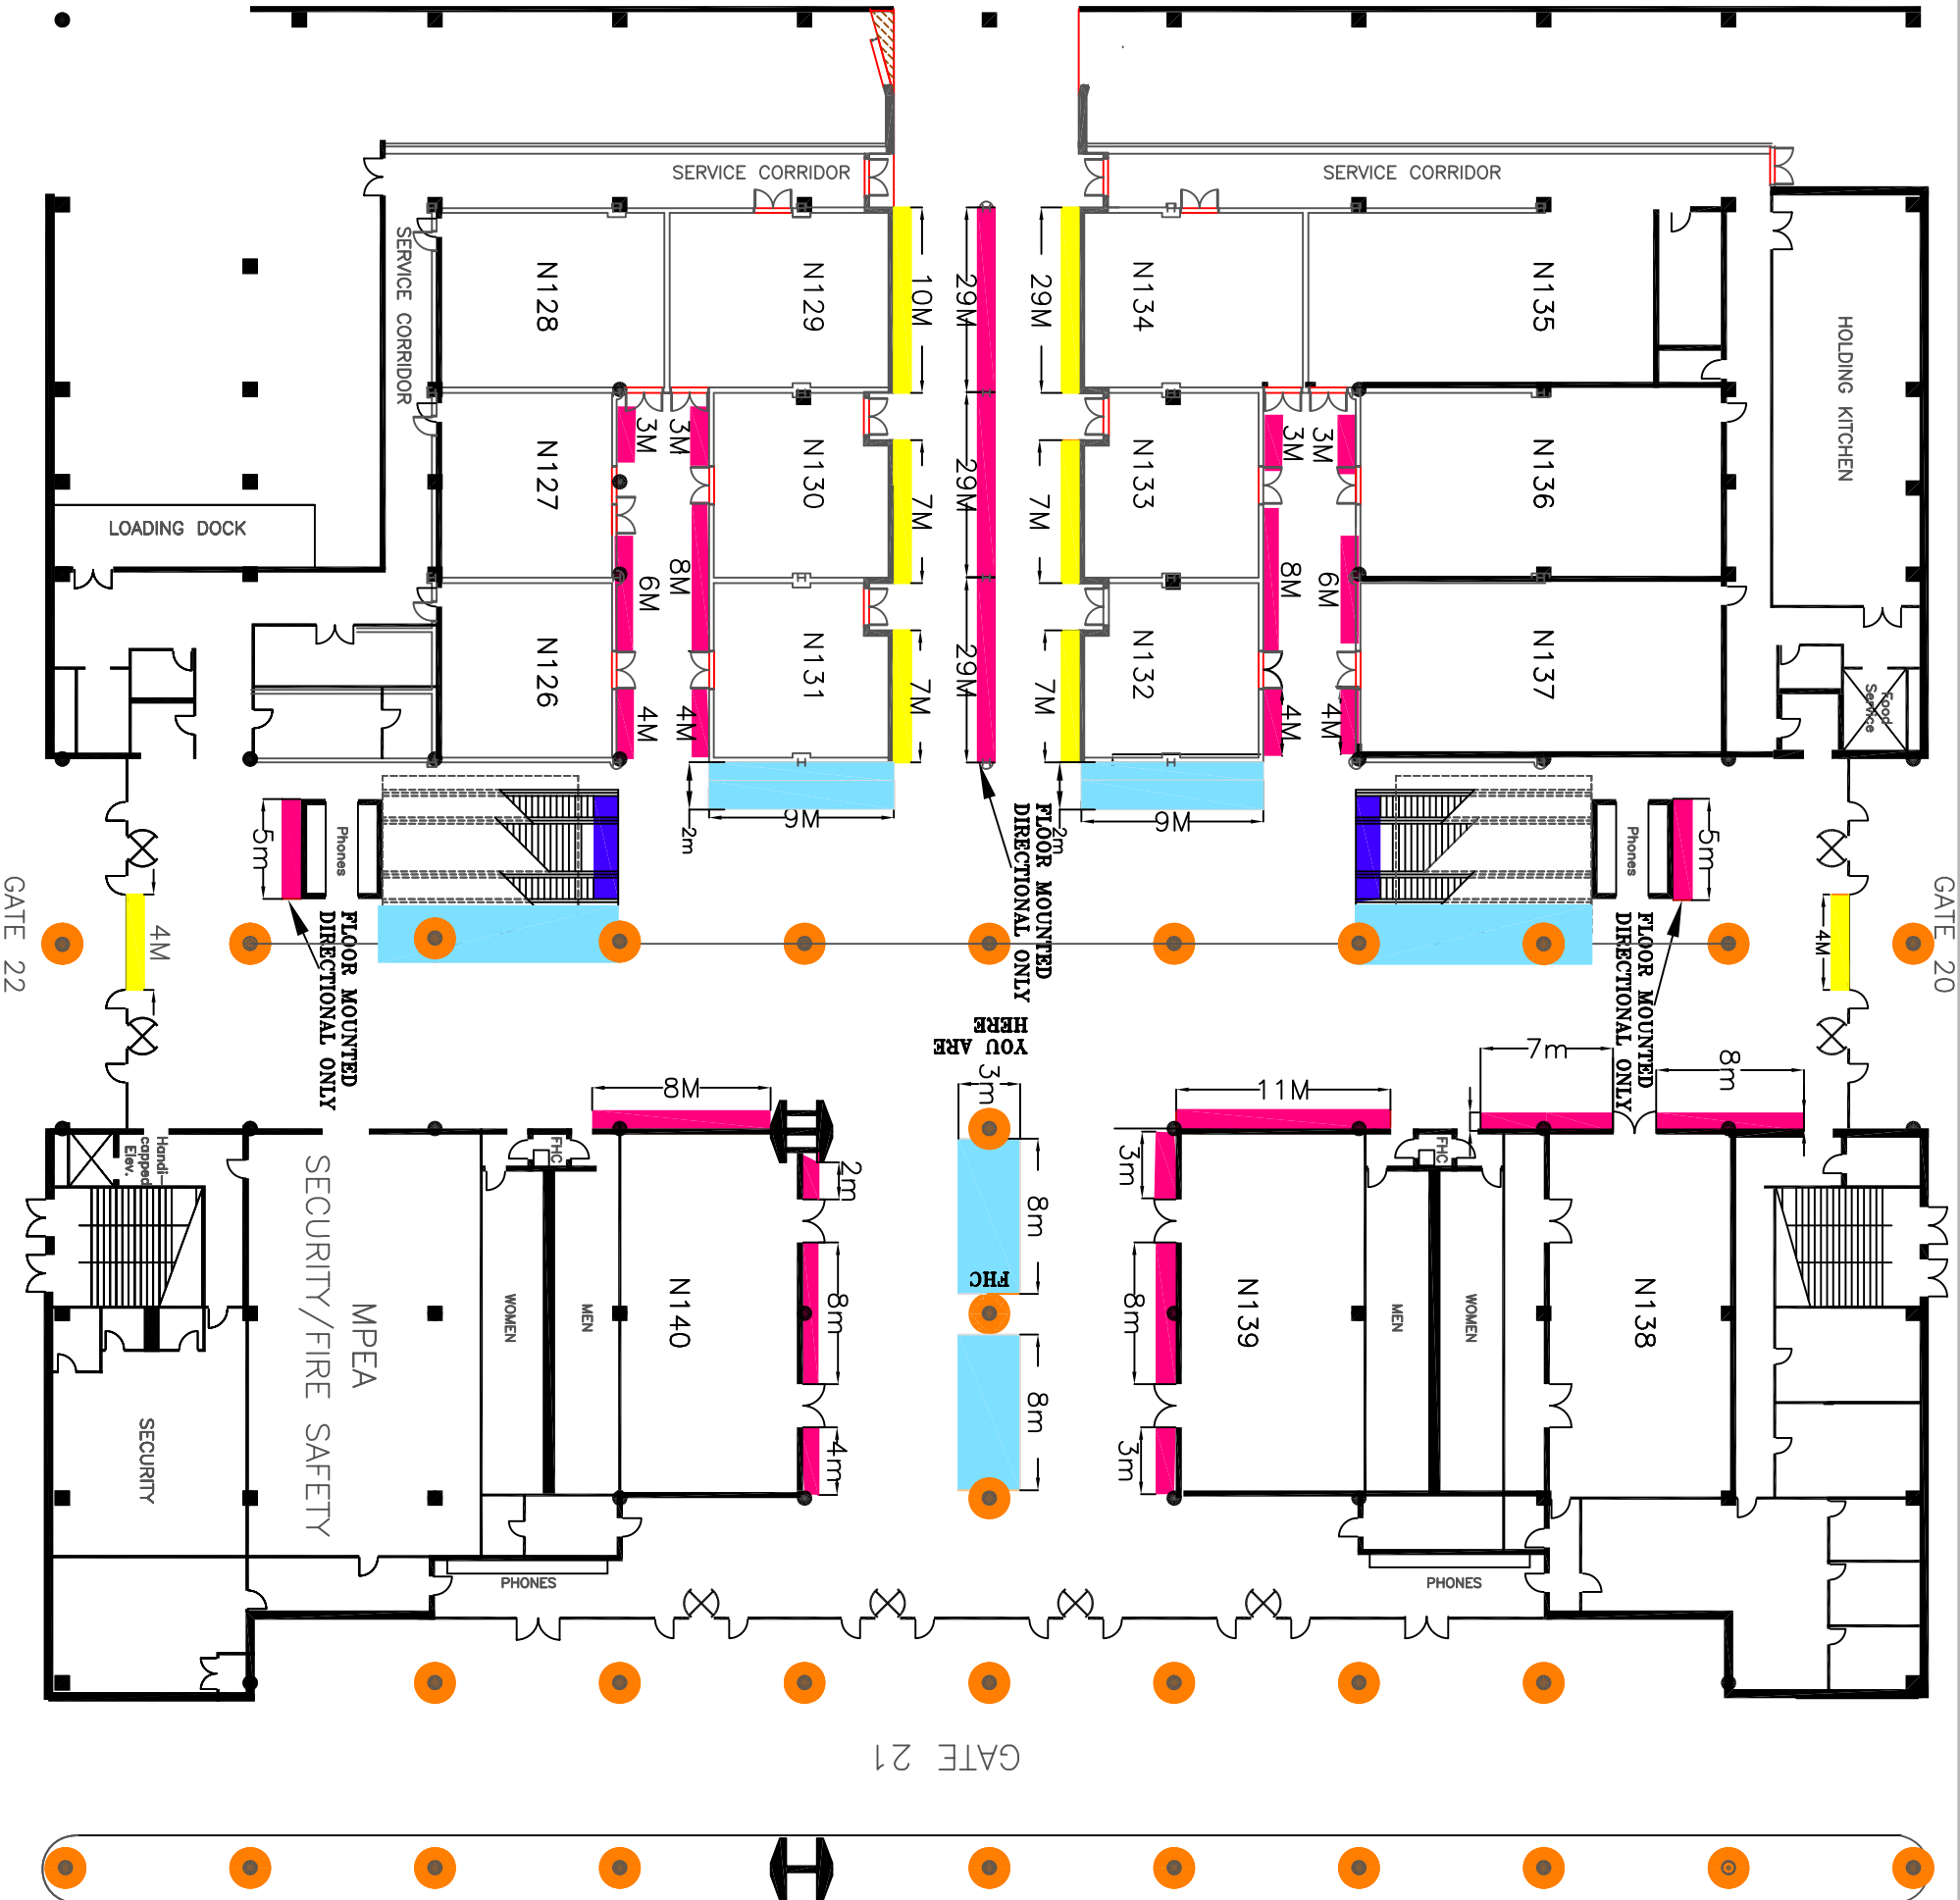 SERVICE CORRIDOR
SERVICE CORRIDOR
SERVICE CORRIDOR
N128
N129
10M
29M
29M
N134
N135
HOLDING KITCHEN
N127
3M
3M
N130
7M
29M
7M
N133
3M
3M
N136
LOADING DOCK
6M
8M
8M
6M
N126
4M
4M
N131
7M
29M
7M
N132
4M
4M
N137
Food
Service
5m
Phones
2m
9M
FLOOR MOUNTED
DIRECTIONAL ONLY
2m
9M
Phones
5m
GATE 22
4M
FLOOR MOUNTED
DIRECTIONAL ONLY
FLOOR MOUNTED
DIRECTIONAL ONLY
4M
GATE 20
YOU ARE
HERE
8M
3m
11M
7m
8m
Handi-
capped
Elev.
FHC
2m
8m
3m
FHC
SECURITY
MPEA
SECURITY/FIRE SAFETY
WOMEN
MEN
N140
8m
FHC
8m
N139
MEN
WOMEN
N138
4m
8m
3m
PHONES
PHONES
GATE 21